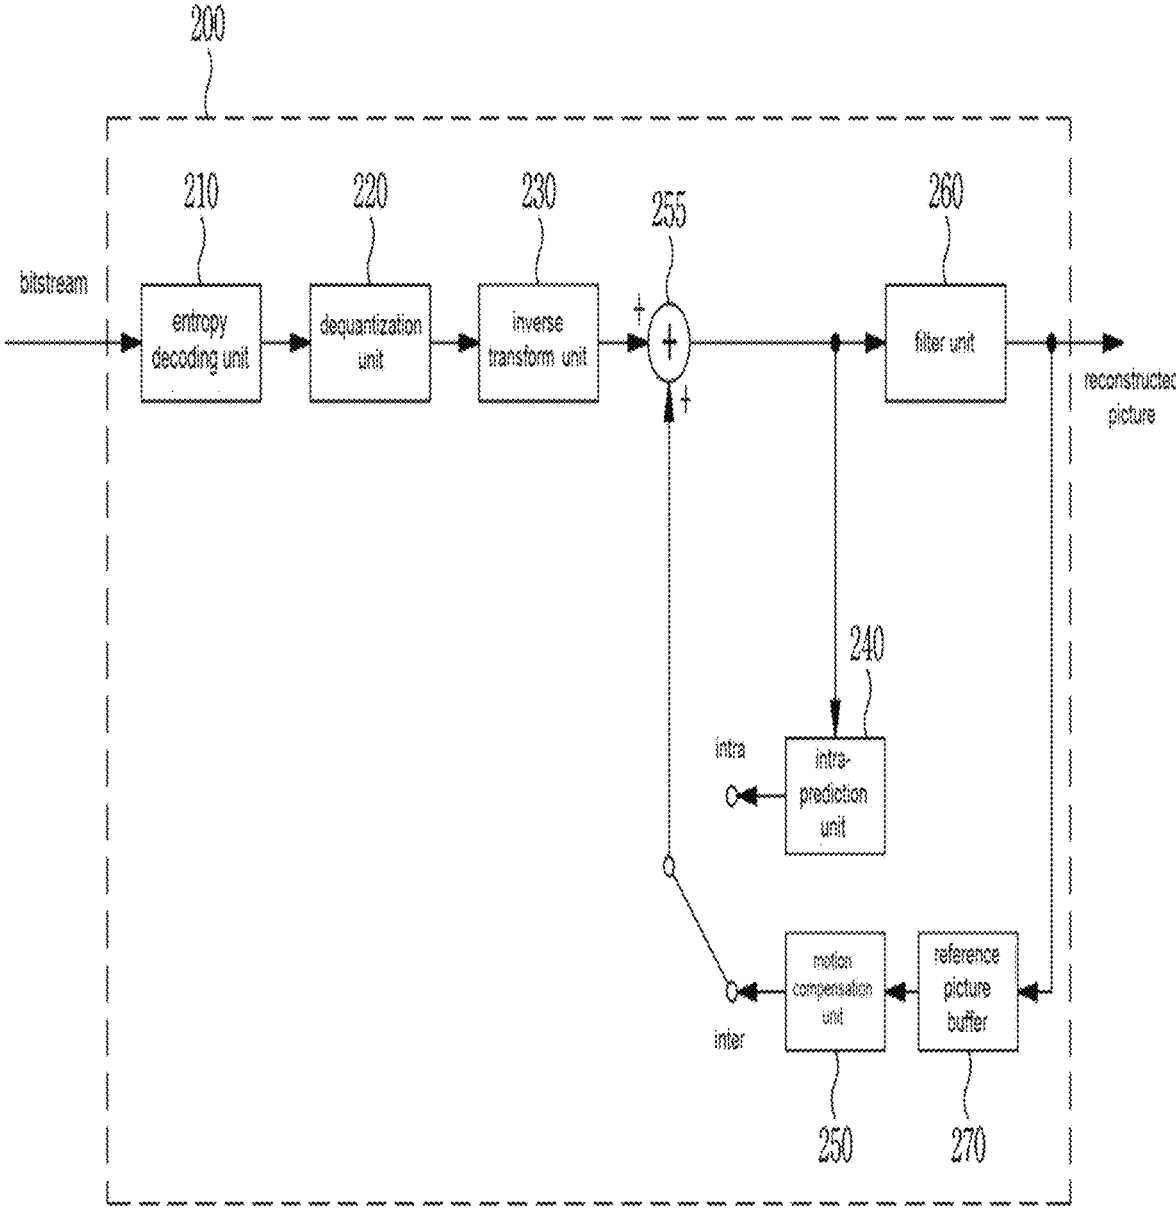 200
210
220
230
255
260
bitstream
entropy
decoding unit
dequantization
unit
inverse
transform unit
+
+
+
filter unit
reconstructed
picture
240
intra
intra-
prediction
unit
motion
compensation
unit
reference
picture
buffer
inter
250
270